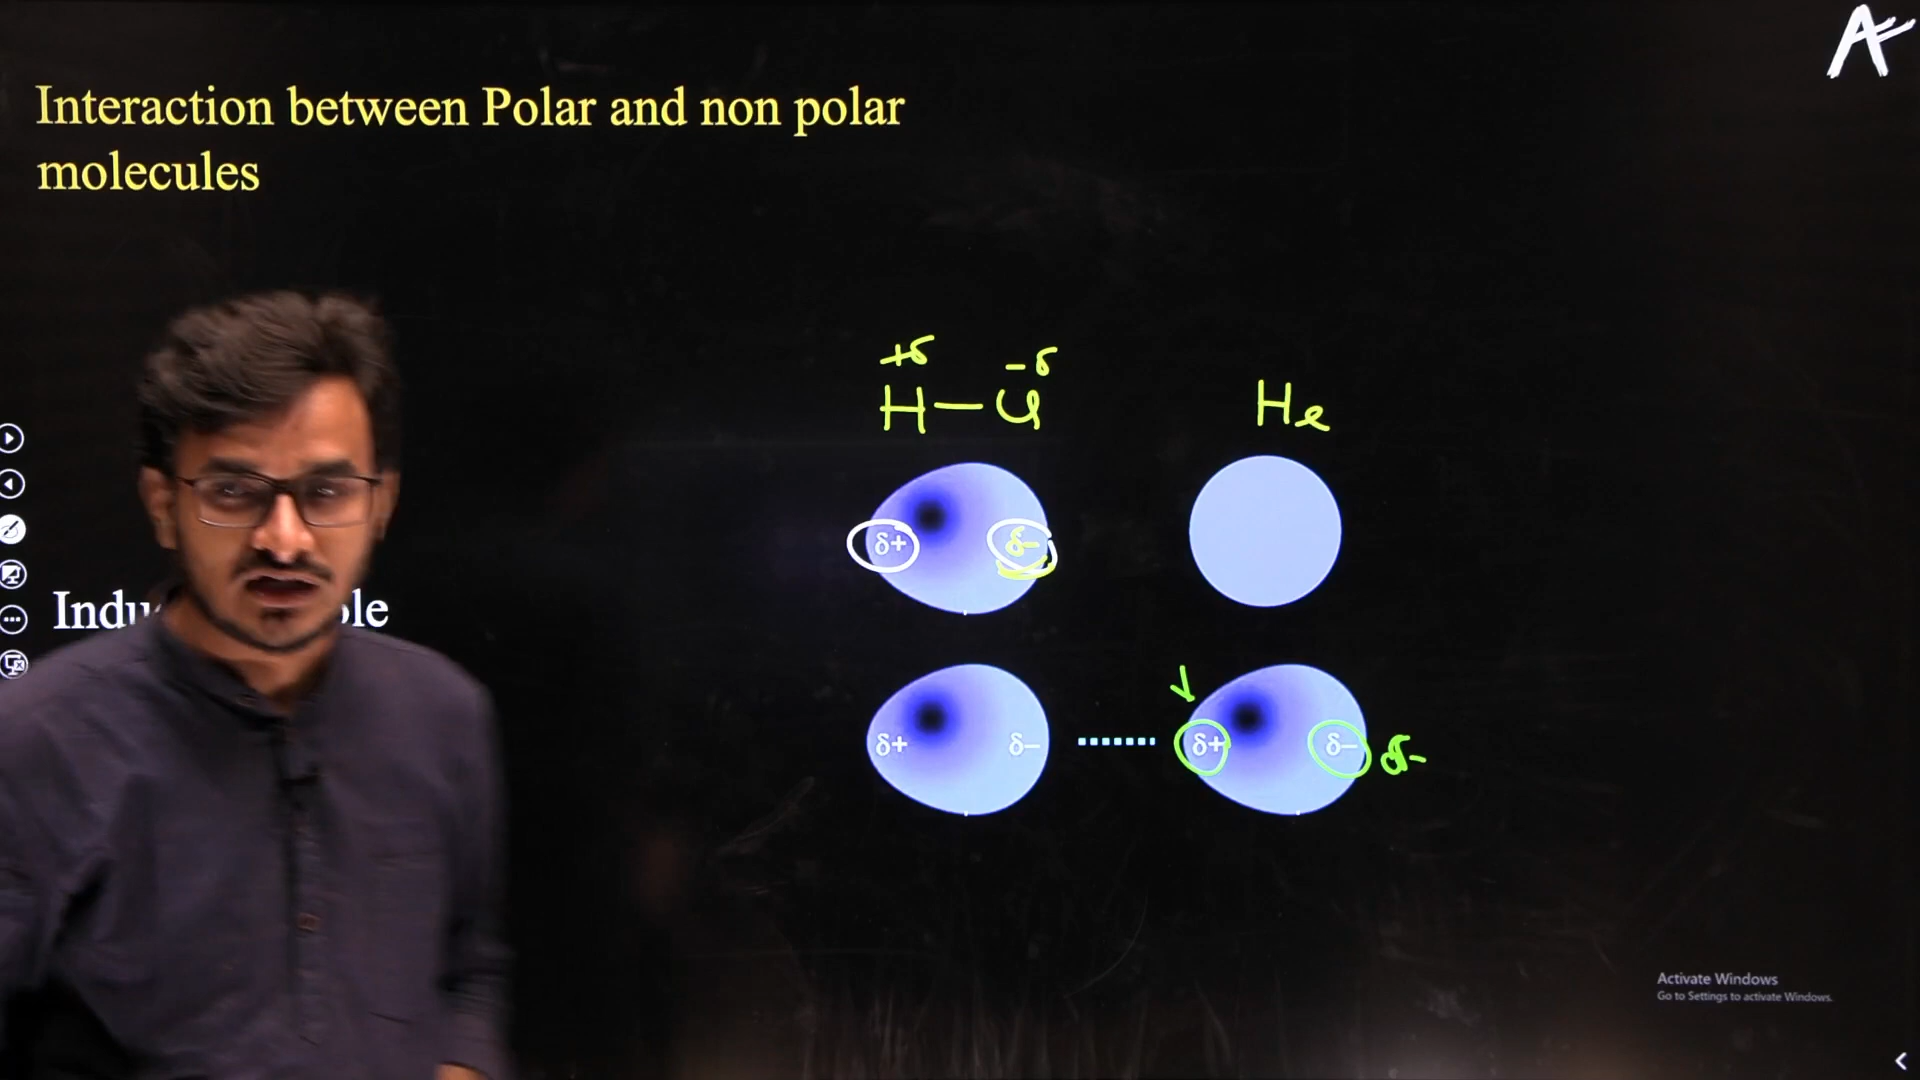 Interaction between Polar and non polar
molecules
+δ
-δ
H—Cl
He
δ+
δ-
δ+
δ-
δ+
δ-
δ-
Activate Windows
Go to Settings to activate Windows.